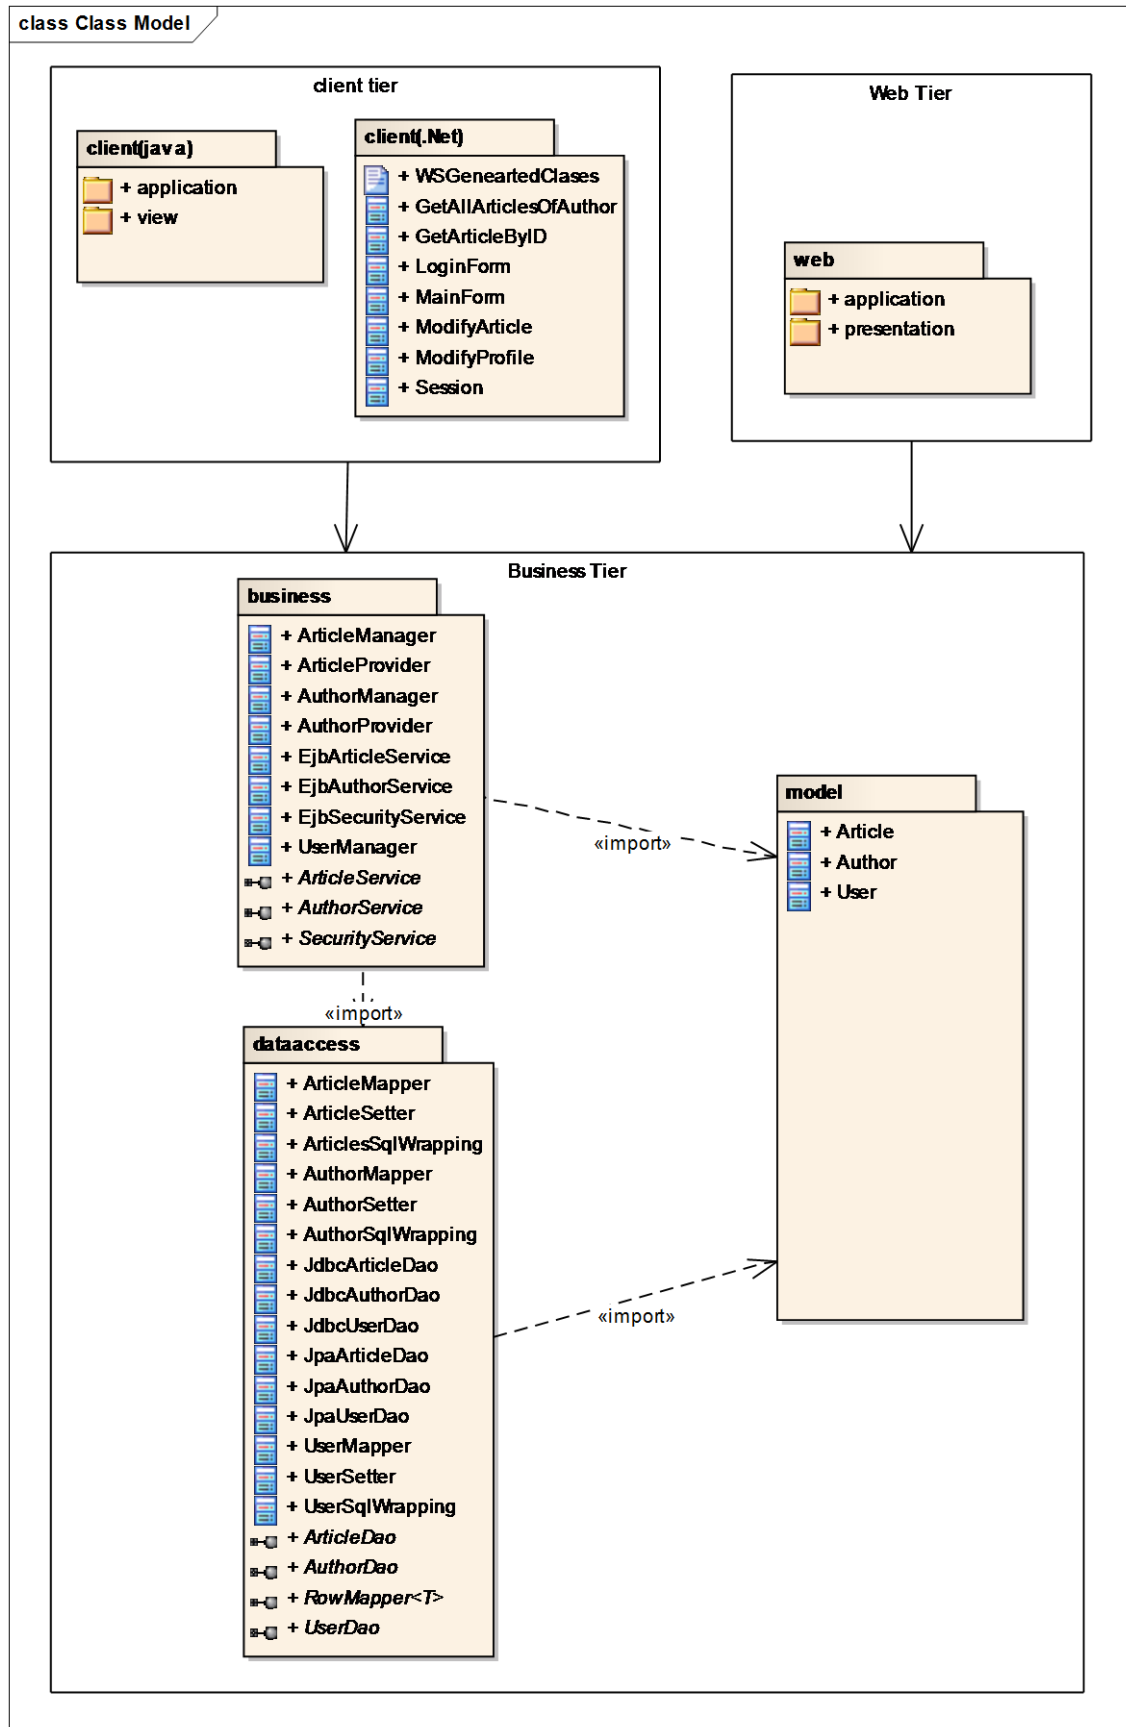 class Class Model
client tier
client(java)
+ application
+ view
client(.Net)
+ WSGeneartedClases
+ GetAllArticlesOfAuthor
+ GetArticleByID
+ LoginForm
+ MainForm
+ ModifyArticle
+ ModifyProfile
+ Session
Web Tier
web
+ application
+ presentation
Business Tier
business
+ ArticleManager
+ ArticleProvider
+ AuthorManager
+ AuthorProvider
+ EjbArticleService
+ EjbAuthorService
+ EjbSecurityService
+ UserManager
+ ArticleService
+ AuthorService
+ SecurityService
«import»
model
+ Article
+ Author
+ User
«import»
dataaccess
+ ArticleMapper
+ ArticleSetter
+ ArticlesSqlWrapping
+ AuthorMapper
+ AuthorSetter
+ AuthorSqlWrapping
+ JdbcArticleDao
+ JdbcAuthorDao
+ JdbcUserDao
+ JpaArticleDao
+ JpaAuthorDao
+ JpaUserDao
+ UserMapper
+ UserSetter
+ UserSqlWrapping
+ ArticleDao
+ AuthorDao
+ RowMapper<T>
+ UserDao
«import»